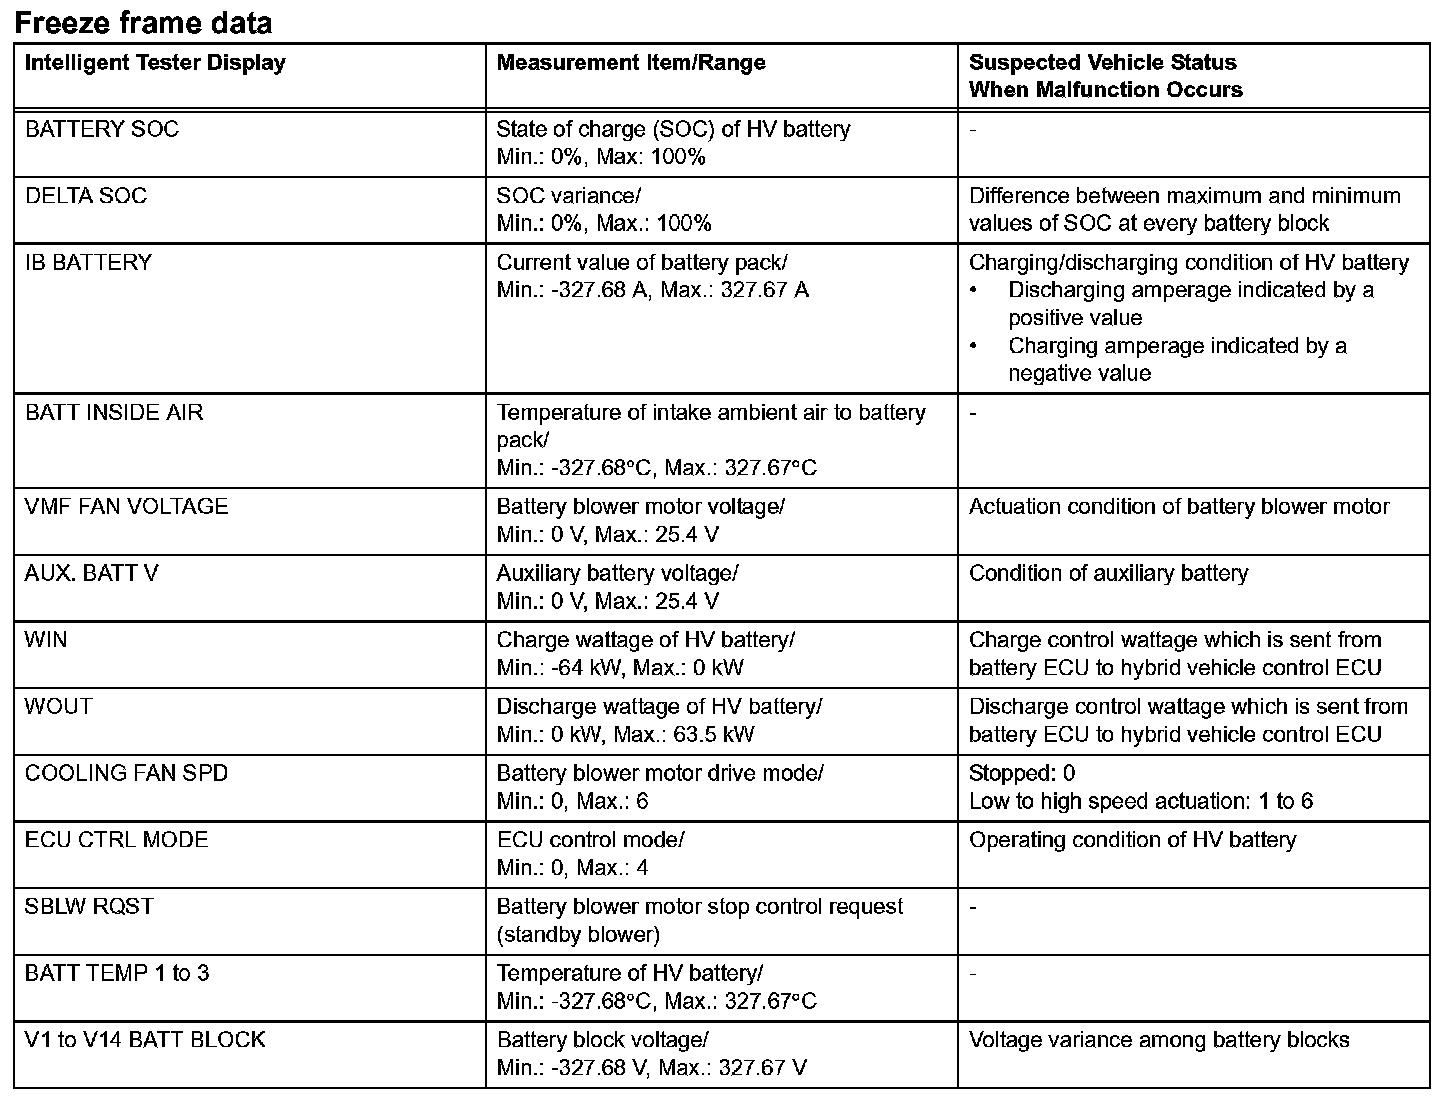 Freeze frame data
Intelligent Tester Display
Measurement Item/Range
Suspected Vehicle Status
When Malfunction Occurs
BATTERY SOC
State of charge (SOC) of HV battery
Min.: 0%, Max: 100%
-
DELTA SOC
SOC variance/
Min.: 0%, Max.: 100%
Difference between maximum and minimum
values of SOC at every battery block
IB BATTERY
Current value of battery pack/
Min.: -327.68 A, Max.: 327.67 A
Charging/discharging condition of HV battery
• Discharging amperage indicated by a
positive value
• Charging amperage indicated by a
negative value
BATT INSIDE AIR
Temperature of intake ambient air to battery
pack/
Min.: -327.68°C, Max.: 327.67°C
-
VMF FAN VOLTAGE
Battery blower motor voltage/
Min.: 0 V, Max.: 25.4 V
Actuation condition of battery blower motor
AUX. BATT V
Auxiliary battery voltage/
Min.: 0 V, Max.: 25.4 V
Condition of auxiliary battery
WIN
Charge wattage of HV battery/
Min.: -64 kW, Max.: 0 kW
Charge control wattage which is sent from
battery ECU to hybrid vehicle control ECU
WOUT
Discharge wattage of HV battery/
Min.: 0 kW, Max.: 63.5 kW
Discharge control wattage which is sent from
battery ECU to hybrid vehicle control ECU
COOLING FAN SPD
Battery blower motor drive mode/
Min.: 0, Max.: 6
Stopped: 0
Low to high speed actuation: 1 to 6
ECU CTRL MODE
ECU control mode/
Min.: 0, Max.: 4
Operating condition of HV battery
SBLW RQST
Battery blower motor stop control request
(standby blower)
-
BATT TEMP 1 to 3
Temperature of HV battery/
Min.: -327.68°C, Max.: 327.67°C
-
V1 to V14 BATT BLOCK
Battery block voltage/
Min.: -327.68 V, Max.: 327.67 V
Voltage variance among battery blocks